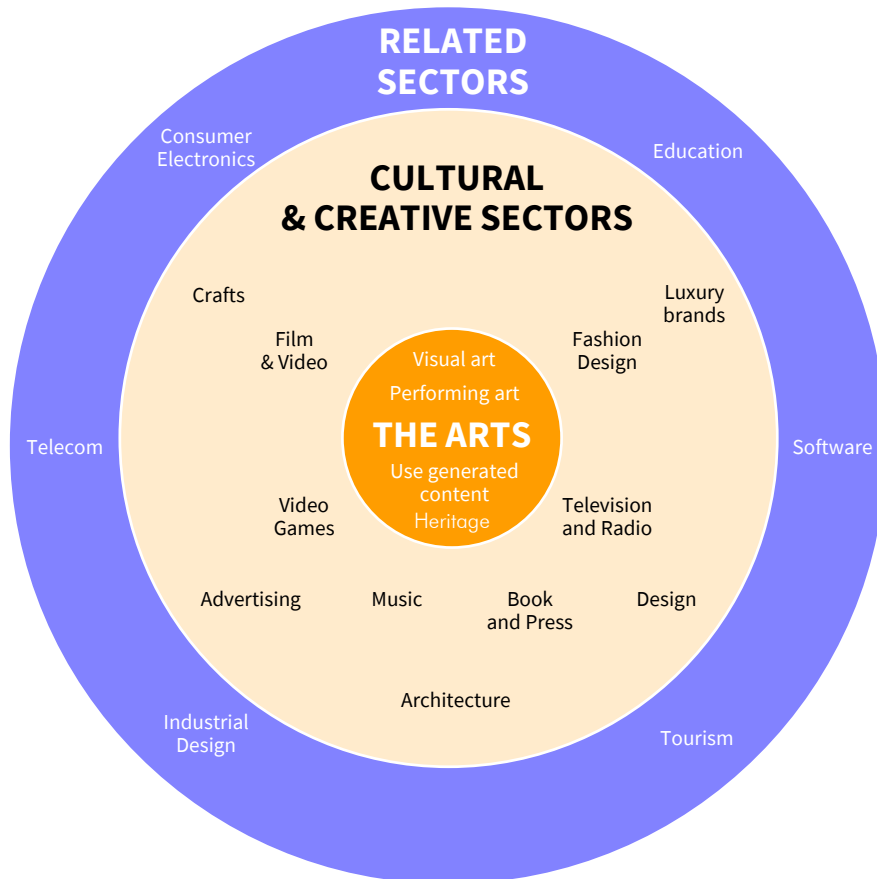 RELATED
SECTORS
Consumer
Electronics
Education
CULTURAL
& CREATIVE SECTORS
Crafts
Luxury
brands
Film
& Video
Fashion
Design
Visual art
Performing art
THE ARTS
Use generated
content
Heritage
Telecom
Software
Video
Games
Television
and Radio
Advertising
Music
Book
and Press
Design
Architecture
Industrial
Design
Tourism